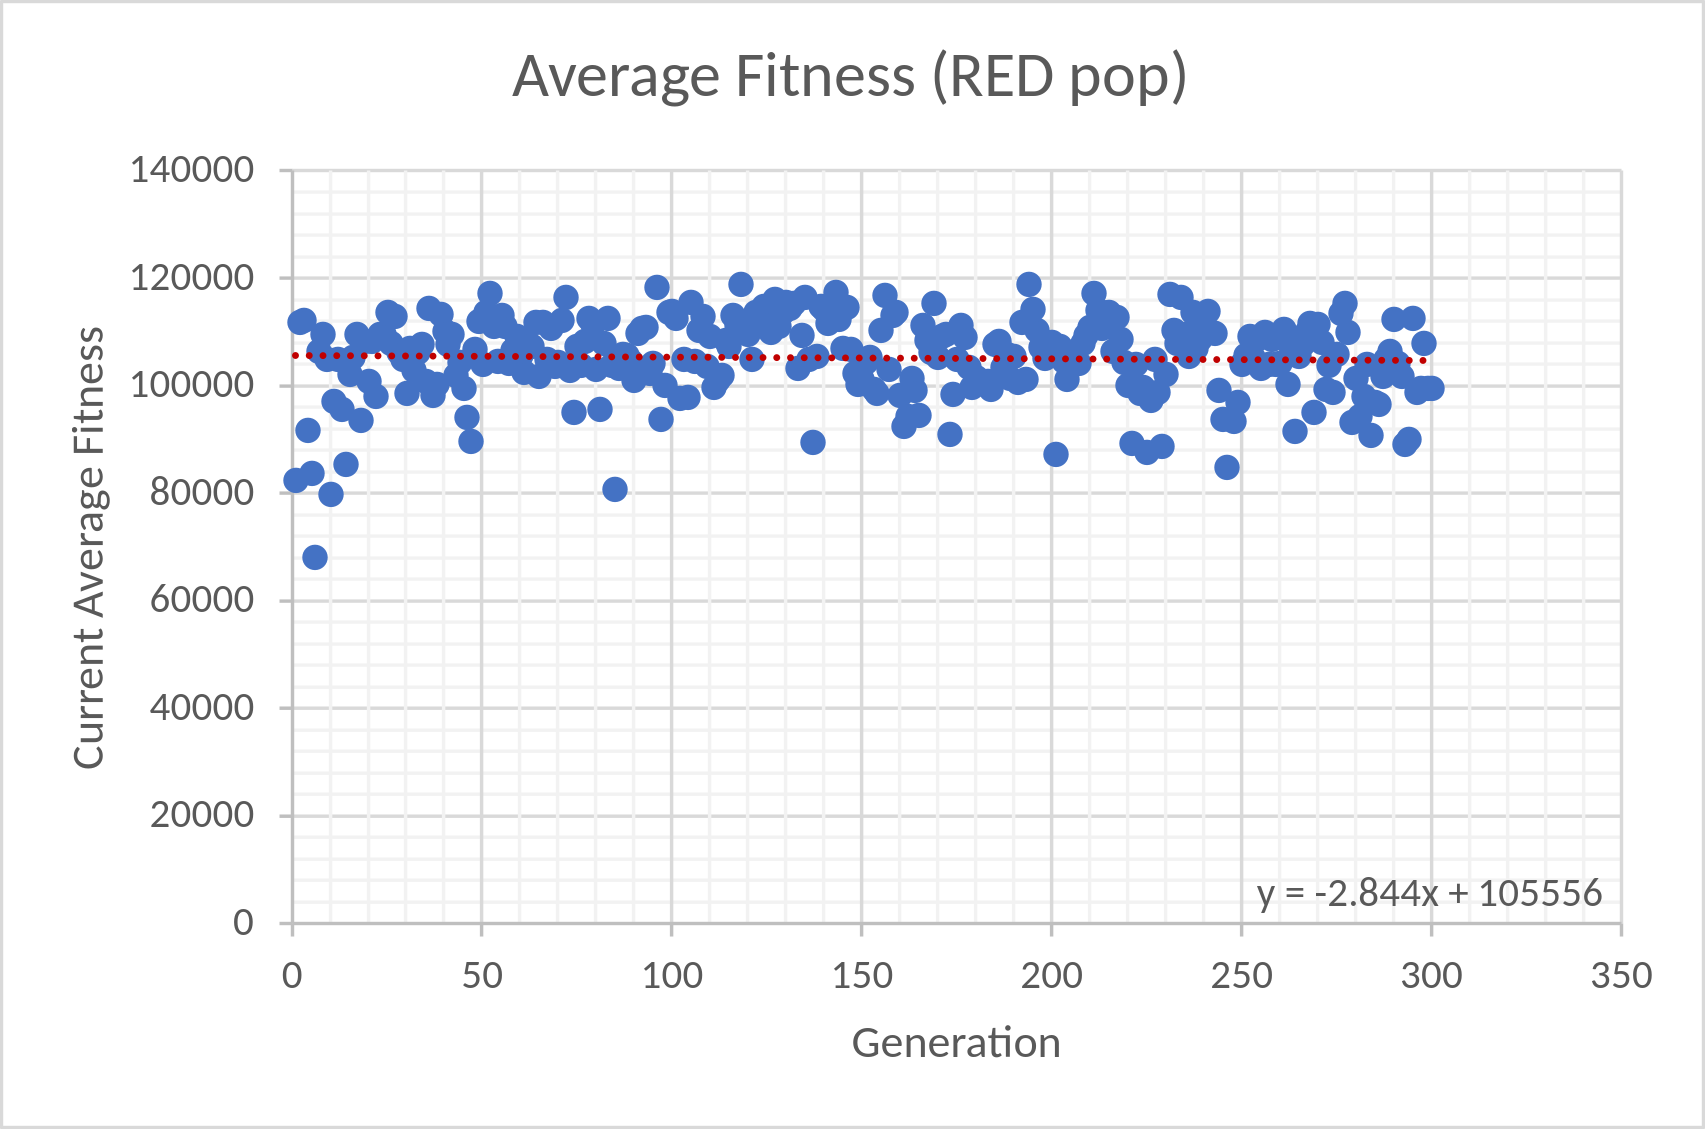 Average Fitness (RED pop)
140000
120000
100000
80000
60000
40000
20000
0
Current Average Fitness
y = -2.844x + 105556
0 50 100 150 200 250 300 350
Generation